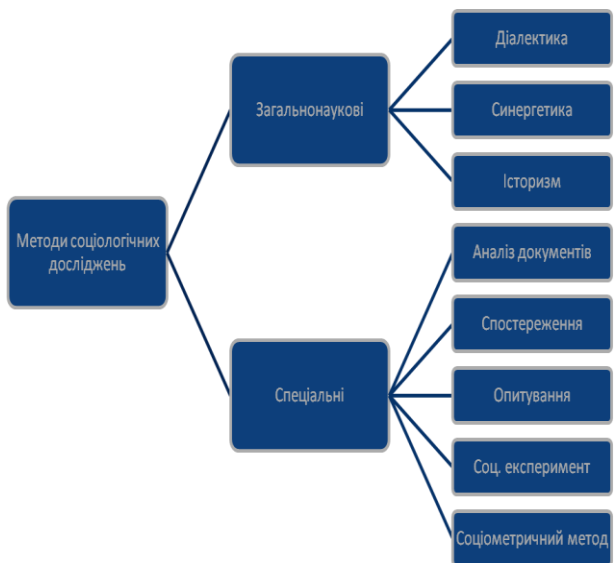 Методи соціологічних
досліджень
Загальнонаукові
Діалектика
Синергетика
Історизм
Спеціальні
Аналіз документів
Спостереження
Опитування
Соц. експеримент
Соціометричний метод